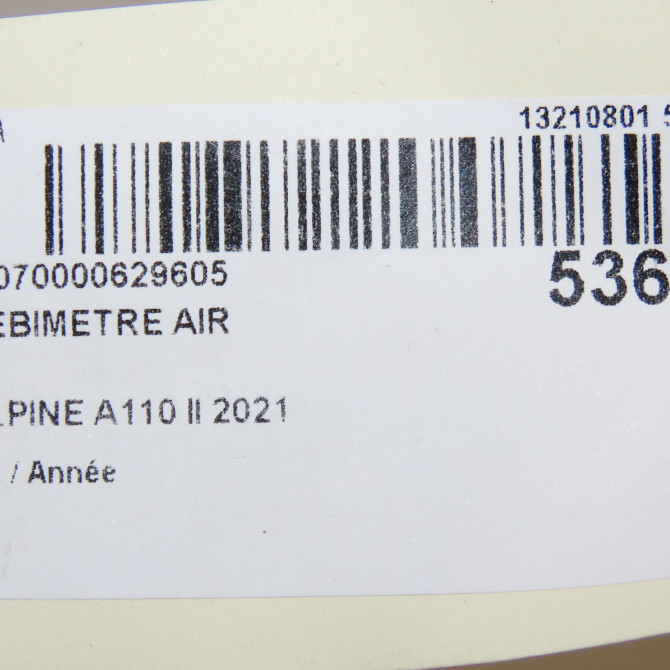 13210801 5
070000629605
536
EBIMETRE AIR
LPINE A110 II 2021
/ Année